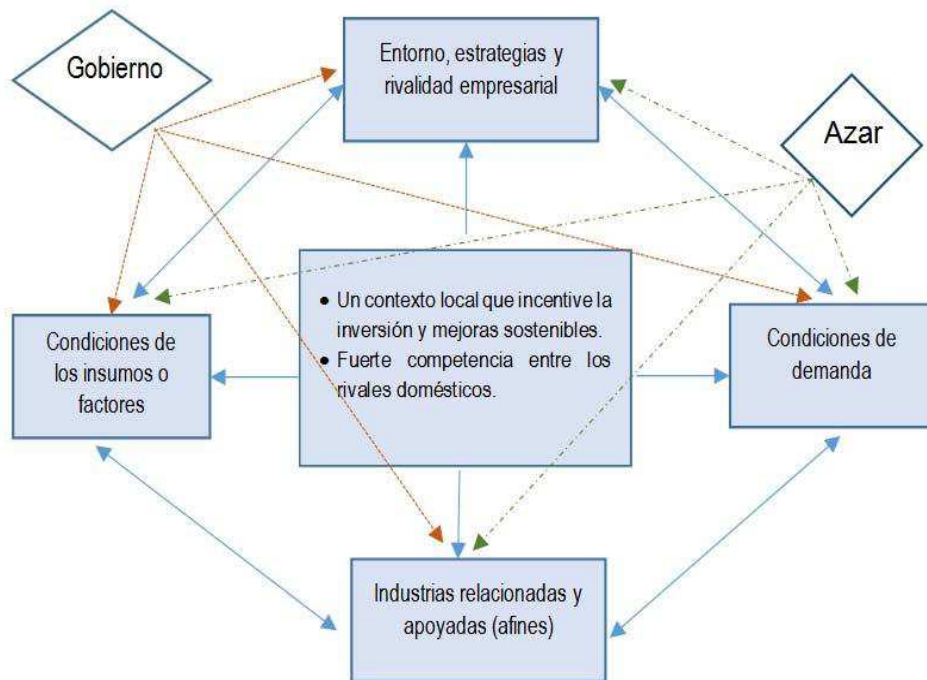 Gobierno
Entorno, estrategias y
rivalidad empresarial
Azar
• Un contexto local que incentive la
inversión y mejoras sostenibles.
• Fuerte competencia entre los
rivales domésticos.
Condiciones de
los insumos o
factores
Condiciones de
demanda
Industrias relacionadas y
apoyadas (afines)